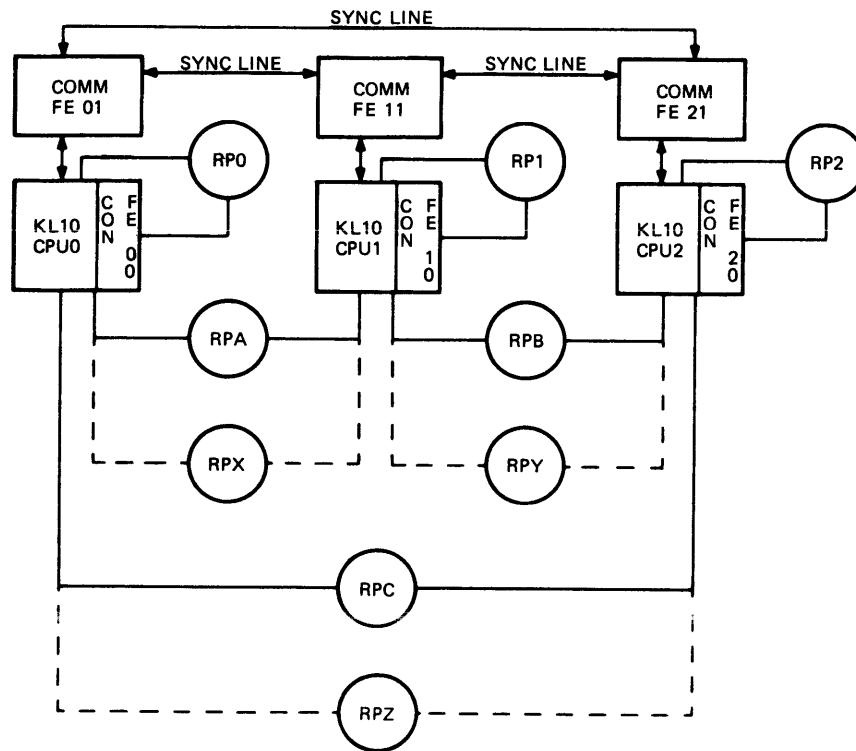 SYNC LINE
SYNC LINE
SYNC LINE
COMM
FE 01
COMM
FE 11
COMM
FE 21
RP0
RP1
RP2
KL10
CPU0
CON
FE 00
KL10
CPU1
CON
FE 10
KL10
CPU2
CON
FE 20
RPA
RPB
RPX
RPY
RPC
RPZ